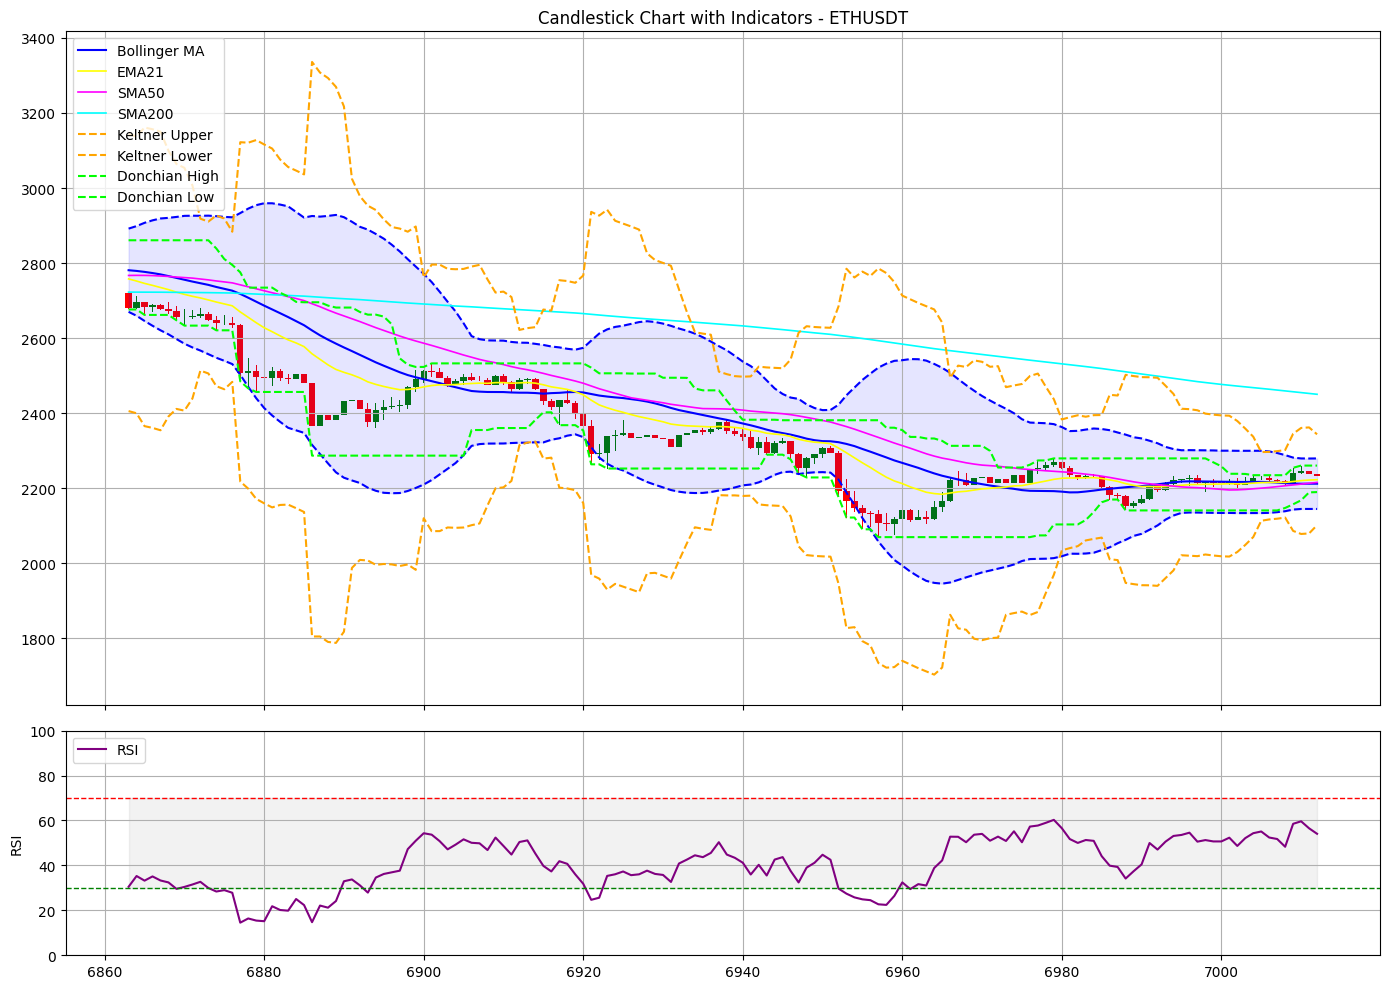 Candlestick Chart with Indicators - ETHUSDT
3400
3200
3000
2800
2600
2400
2200
2000
1800
Bollinger MA
EMA21
SMA50
SMA200
Keltner Upper
Keltner Lower
Donchian High
Donchian Low
100
80
60
40
20
0
RSI
RSI
6860
6880
6900
6920
6940
6960
6980
7000